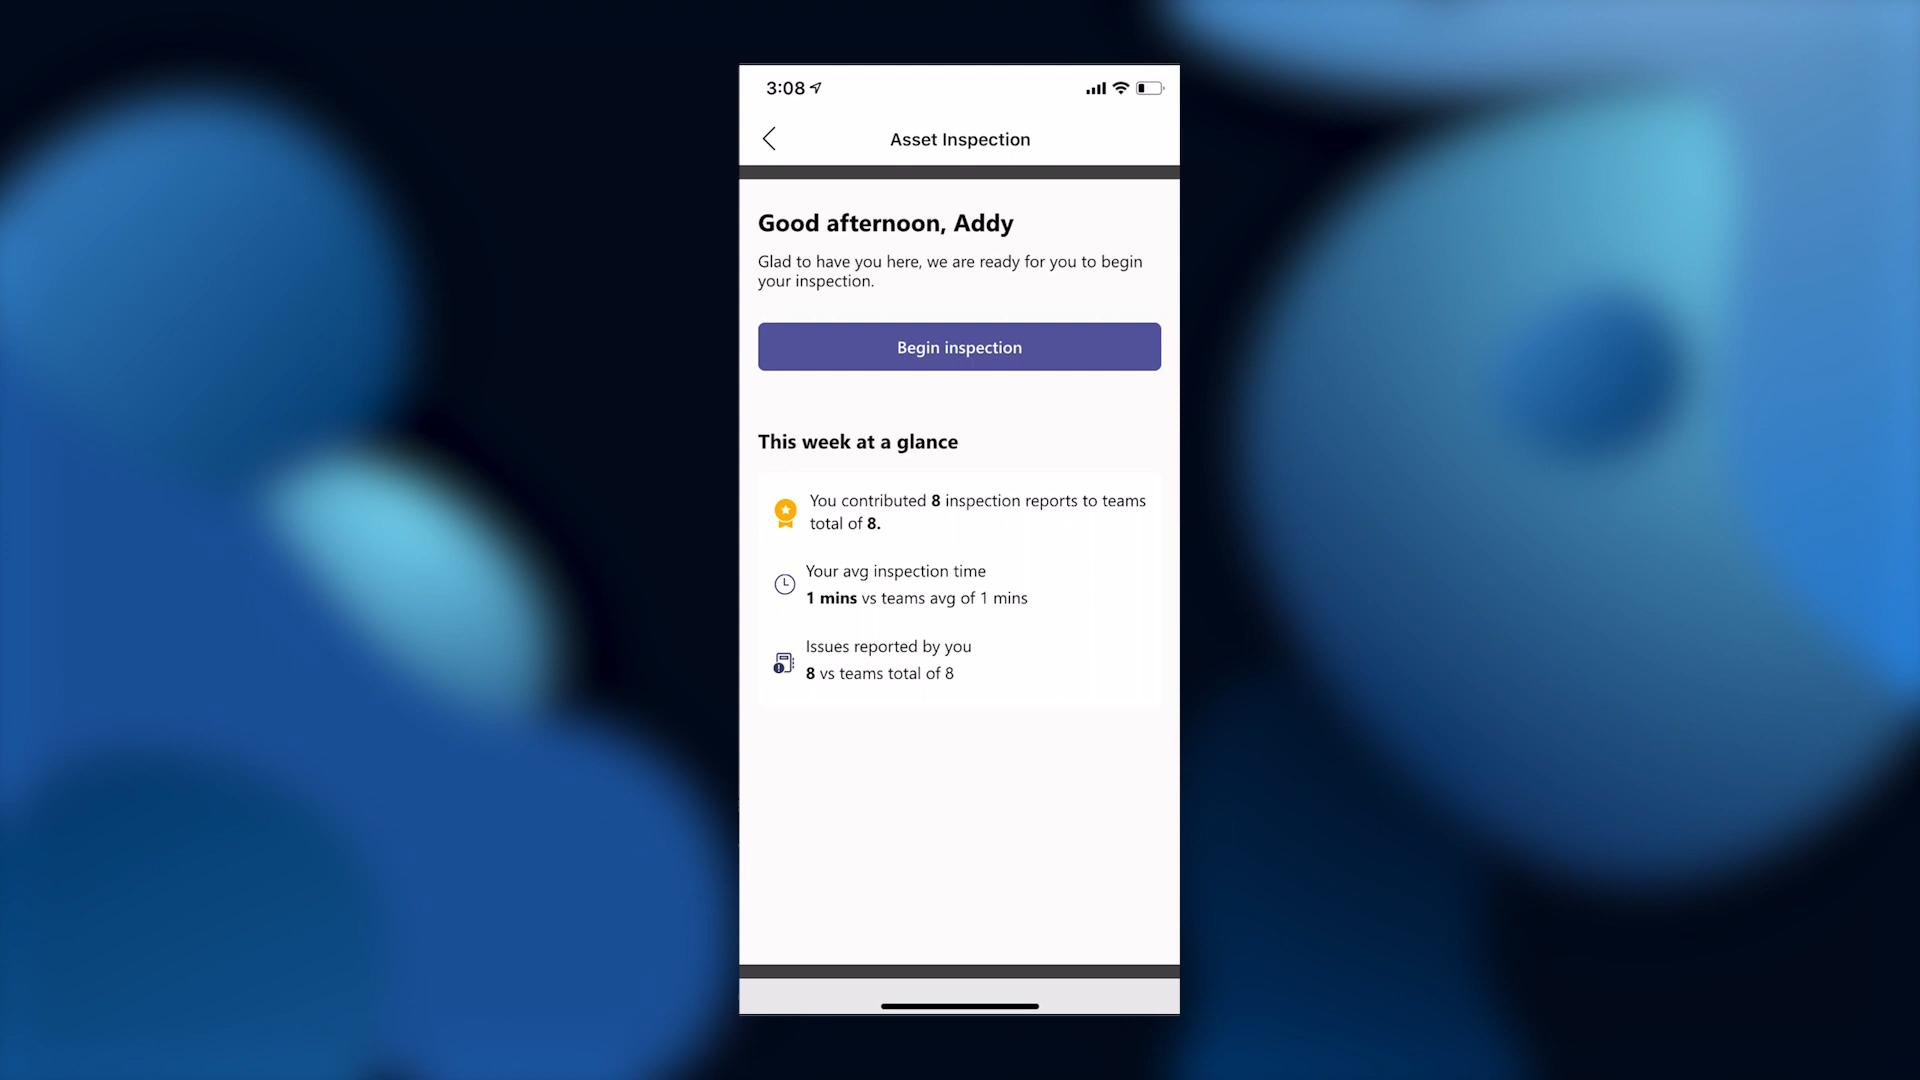 3:08
Asset Inspection
Good afternoon, Addy
Glad to have you here, we are ready for you to begin
your inspection.
Begin inspection
This week at a glance
You contributed 8 inspection reports to teams
total of 8.
Your avg inspection time
1 mins vs teams avg of 1 mins
Issues reported by you
8 vs teams total of 8